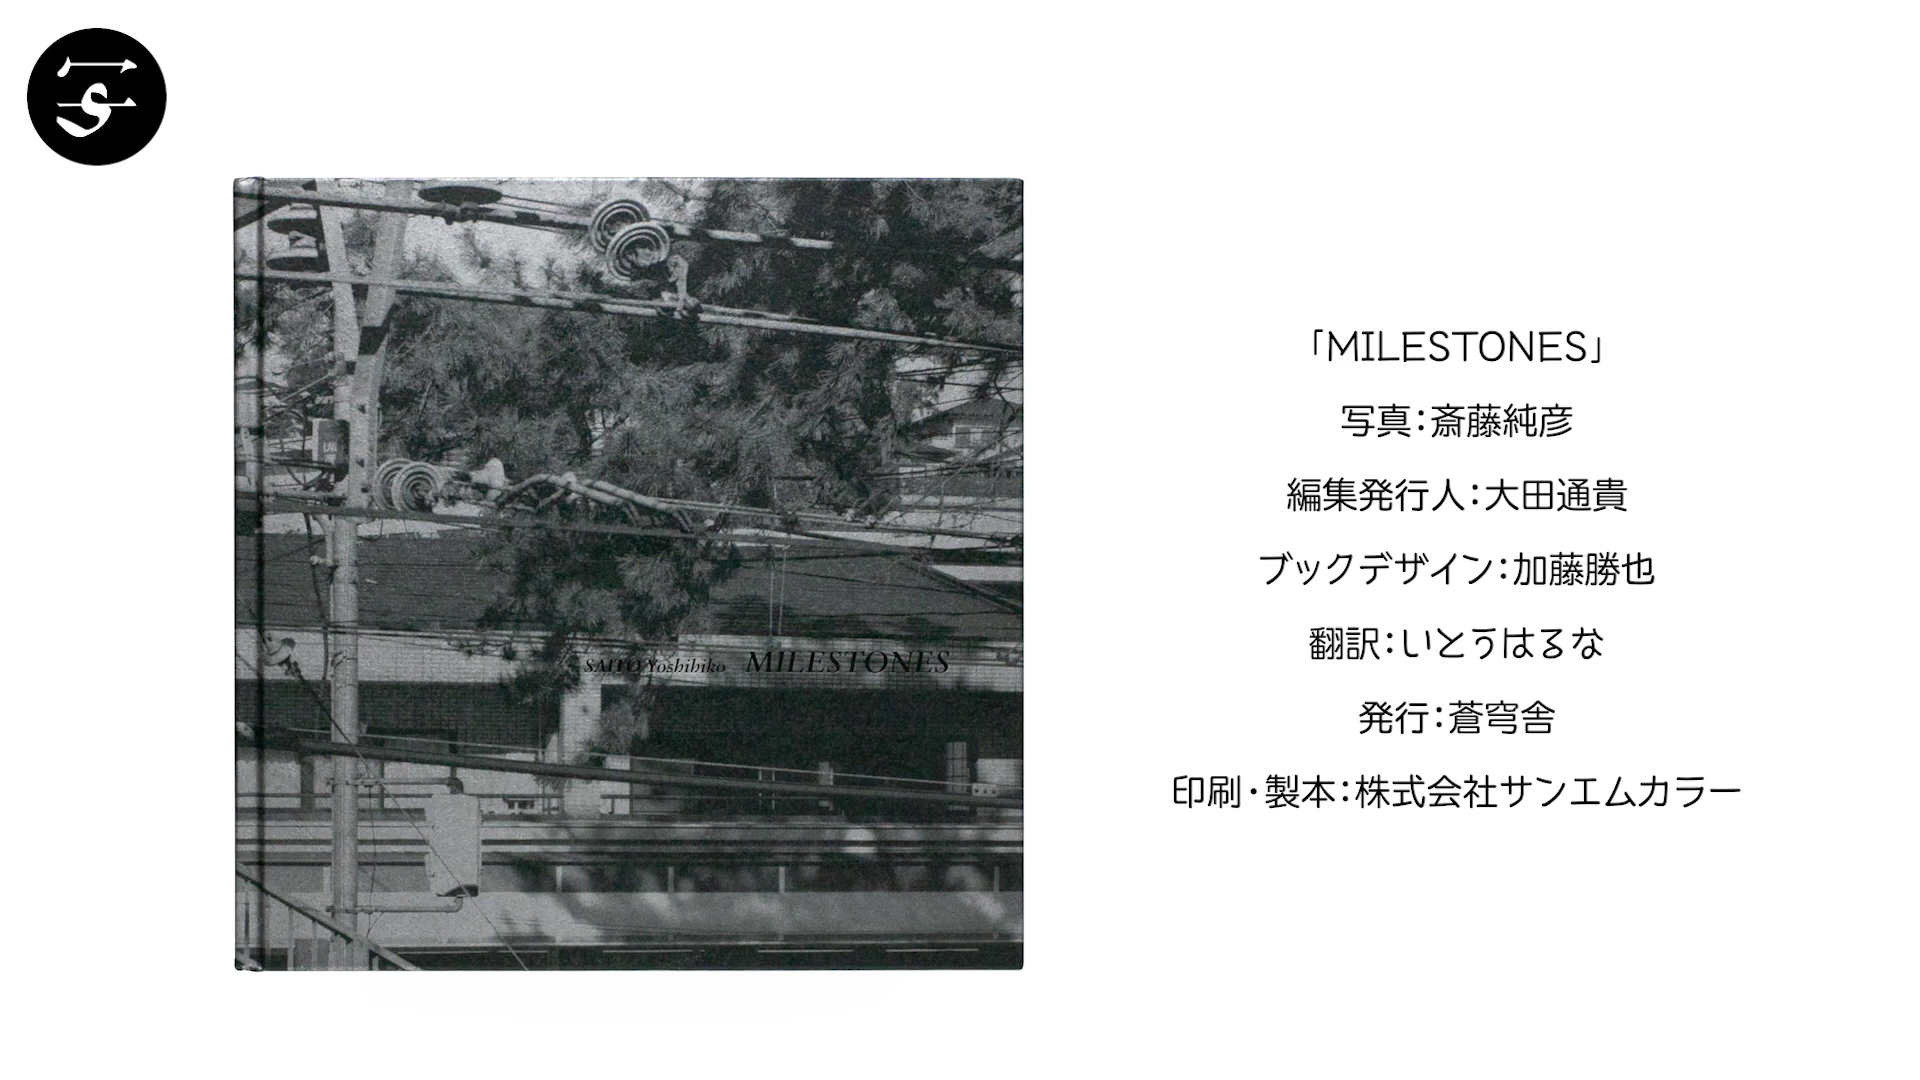 SAITO Yoshihiko MILESTONES
「MILESTONES」
写真：斎藤純彦
編集発行人：大田通貴
ブックデザイン：加藤勝也
翻訳：いとうはるな
発行：蒼穹舎
印刷・製本：株式会社サンエムカラー